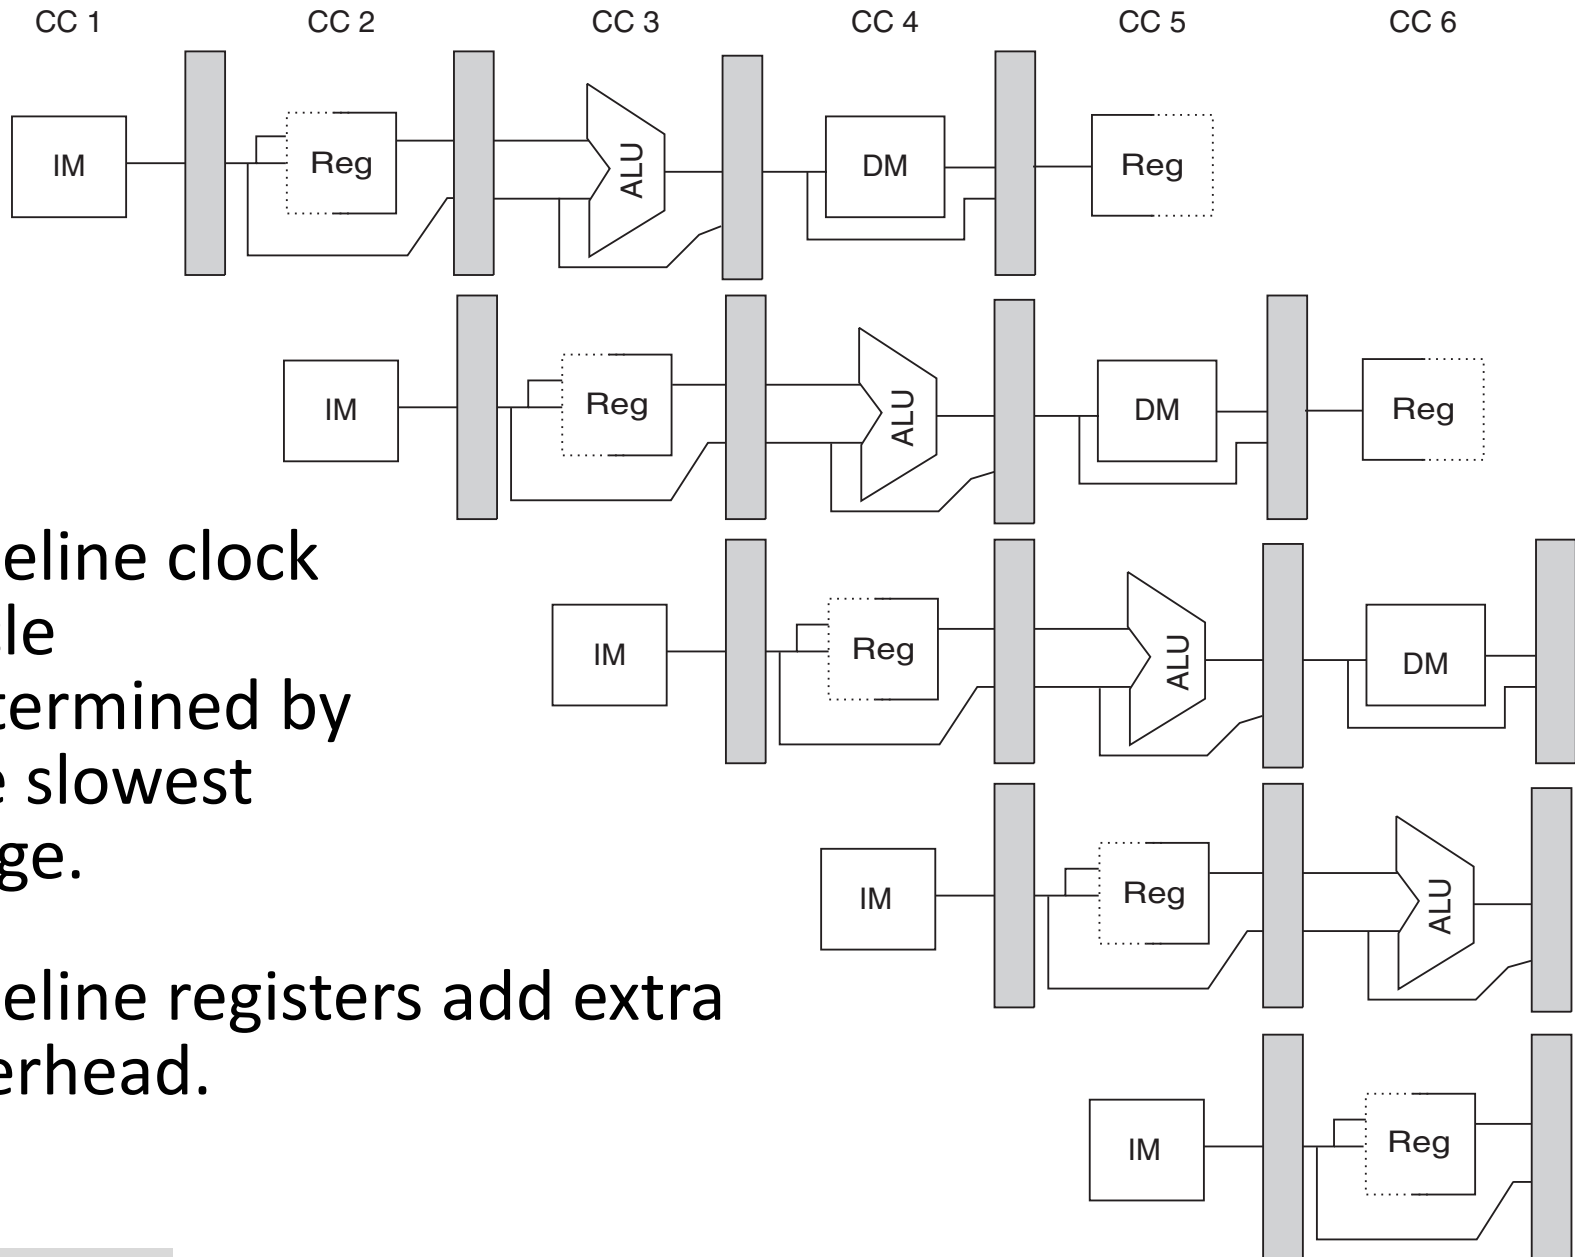 CC 1 CC 2 CC 3 CC 4 CC 5 CC 6
IM Reg ALU DM Reg
IM Reg ALU DM Reg
eline clock
le
IM Reg ALU DM
termined by
e slowest
ge.
IM Reg ALU
eline registers add extra
erhead.
IM Reg